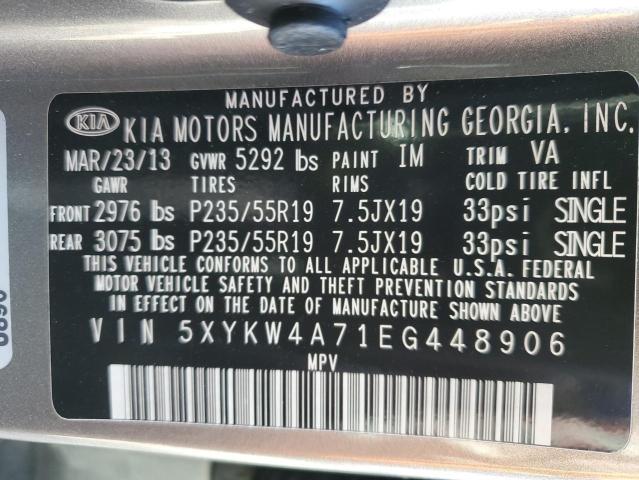 MANUFACTURED BY
KIA KIA MOTORS MANUFACTURING GEORGIA, INC.
MAR/23/13 GVWR 5292 lbs PAINT IM TRIM VA
GAWR TIRES RIMS COLD TIRE INFL
FRONT 2976 lbs P235/55R19 7.5JX19 33psi SINGLE
REAR 3075 lbs P235/55R19 7.5JX19 33psi SINGLE
THIS VEHICLE CONFORMS TO ALL APPLICABLE U.S.A. FEDERAL
MOTOR VEHICLE SAFETY AND THEFT PREVENTION STANDARDS
IN EFFECT ON THE DATE OF MANUFACTURE SHOWN ABOVE
VIN 5XYKW4A71EG448906
MPV
0690